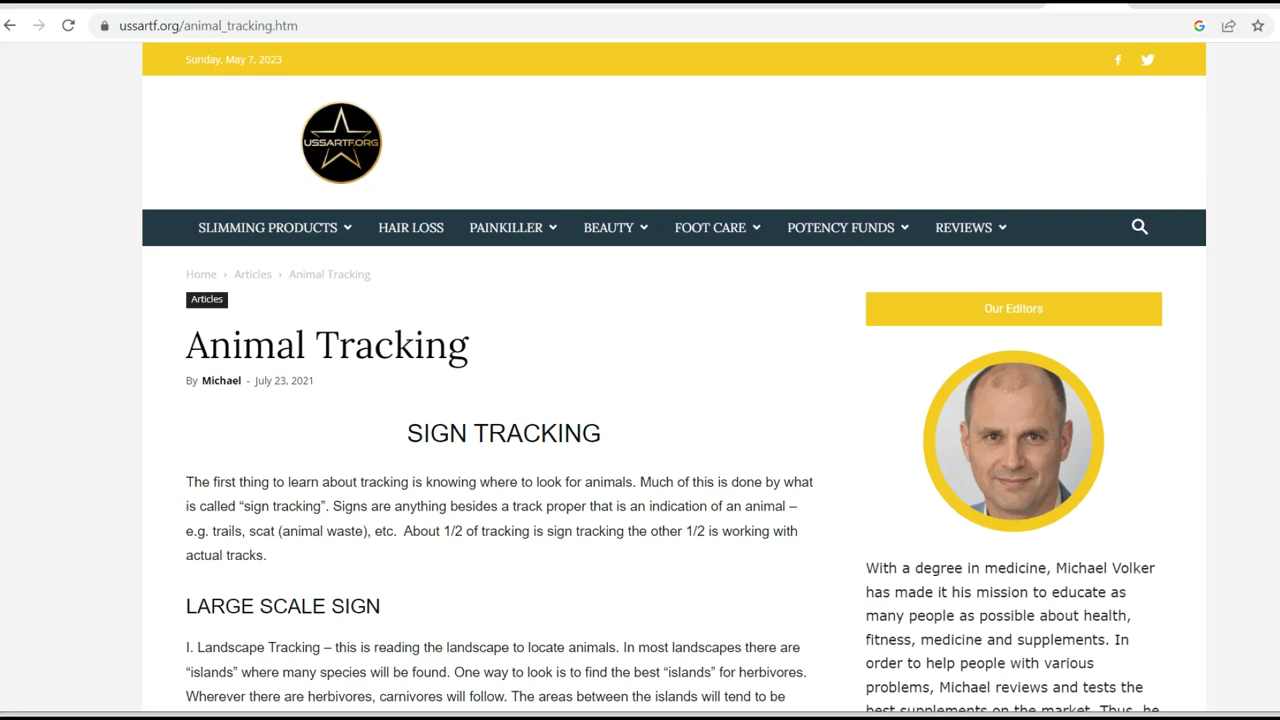 ussartf.org/animal_tracking.htm
Sunday, May 7, 2023
USSARTF.ORG
SLIMMING PRODUCTS HAIR LOSS PAINKILLER BEAUTY FOOT CARE POTENCY FUNDS REVIEWS
Home › Articles › Animal Tracking
Articles
Animal Tracking
By Michael - July 23, 2021
SIGN TRACKING
The first thing to learn about tracking is knowing where to look for animals. Much of this is done by what
is called “sign tracking”. Signs are anything besides a track proper that is an indication of an animal –
e.g. trails, scat (animal waste), etc. About 1/2 of tracking is sign tracking the other 1/2 is working with
actual tracks.
LARGE SCALE SIGN
I. Landscape Tracking – this is reading the landscape to locate animals. In most landscapes there are
“islands” where many species will be found. One way to look is to find the best “islands” for herbivores.
Wherever there are herbivores, carnivores will follow. The areas between the islands will tend to be
Our Editors
With a degree in medicine, Michael Volker
has made it his mission to educate as
many people as possible about health,
fitness, medicine and supplements. In
order to help people with various
problems, Michael reviews and tests the
best supplements on the market. Thus, he